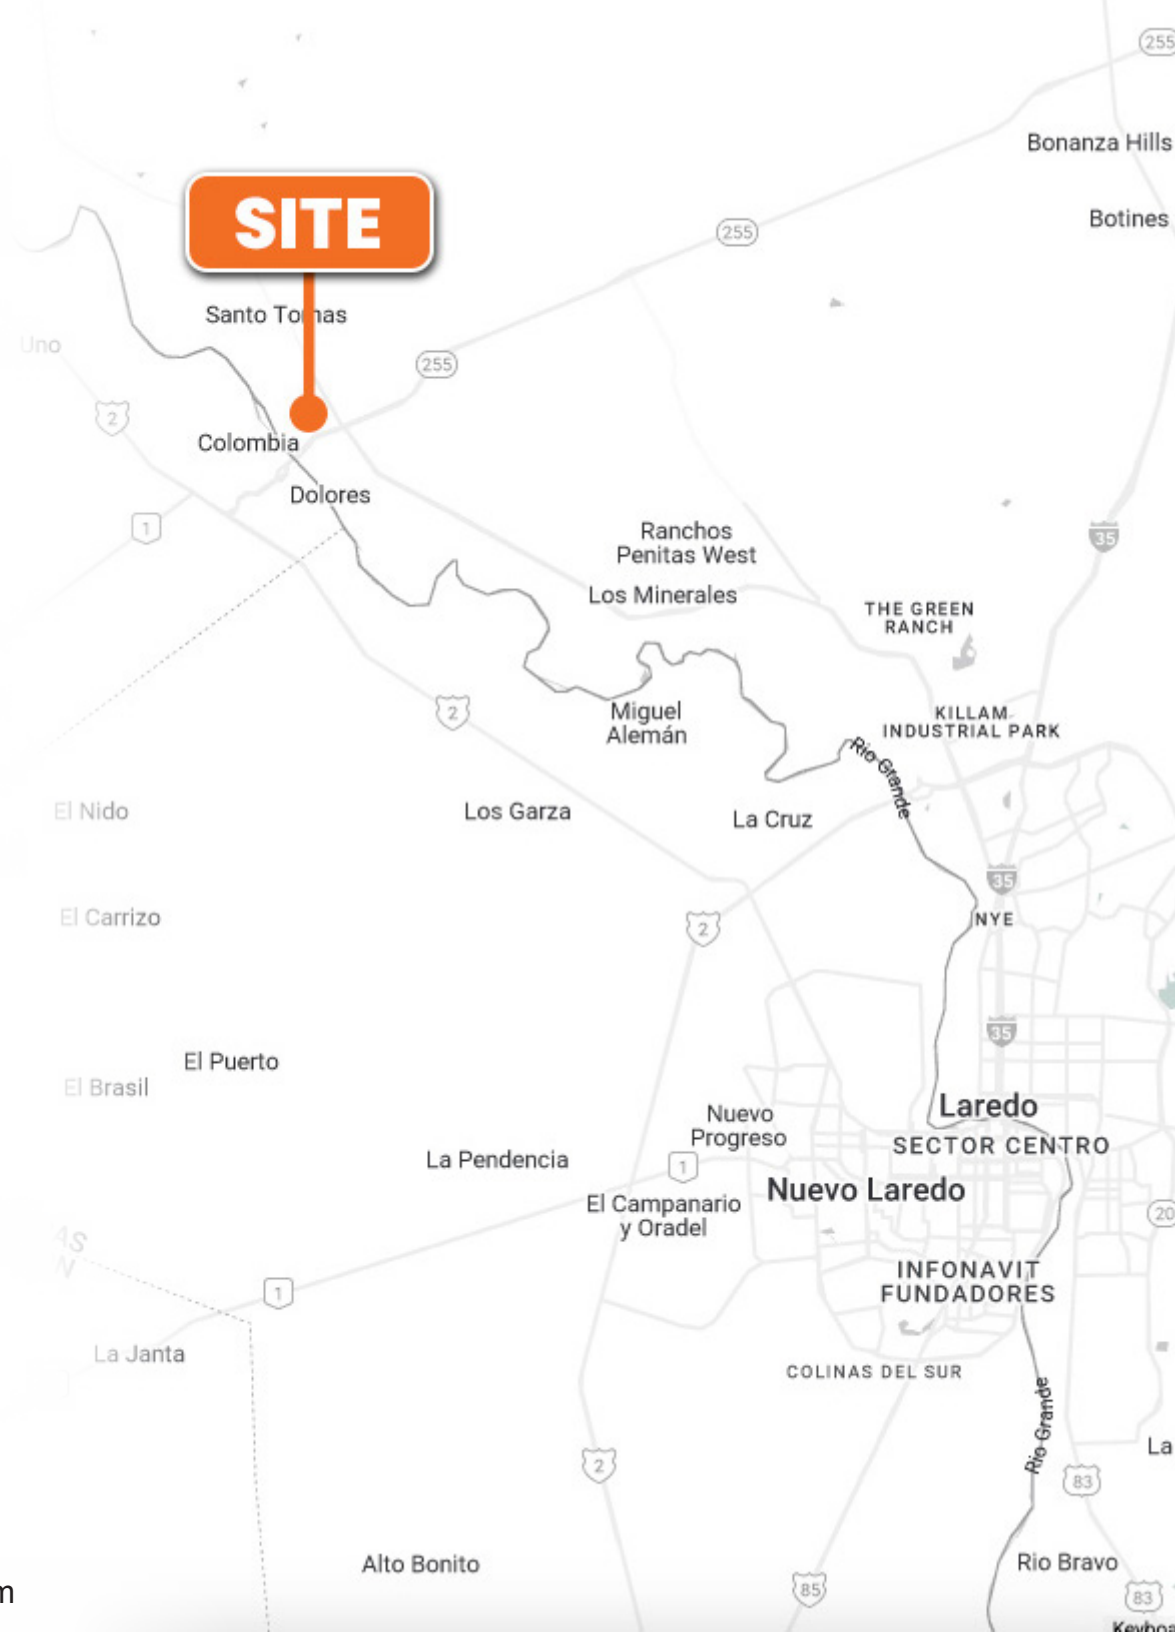 255
Bonanza Hills
Botines
255
SITE
Santo Tomas
Uno
255
2
Colombia
Dolores
1
Ranchos
Penitas West
35
Los Minerales
THE GREEN
RANCH
2
Miguel
Alemán
KILLAM
INDUSTRIAL PARK
Rio Grande
El Nido
Los Garza
La Cruz
35
El Carrizo
2
NYE
35
El Puerto
El Brasil
Laredo
Nuevo
Progreso
SECTOR CENTRO
La Pendencia
1
Nuevo Laredo
El Campanario
y Oradel
20
AS
INFONAVIT
FUNDADORES
1
La Janta
COLINAS DEL SUR
Rio Grande
La
2
83
Alto Bonito
Rio Bravo
m
85
83